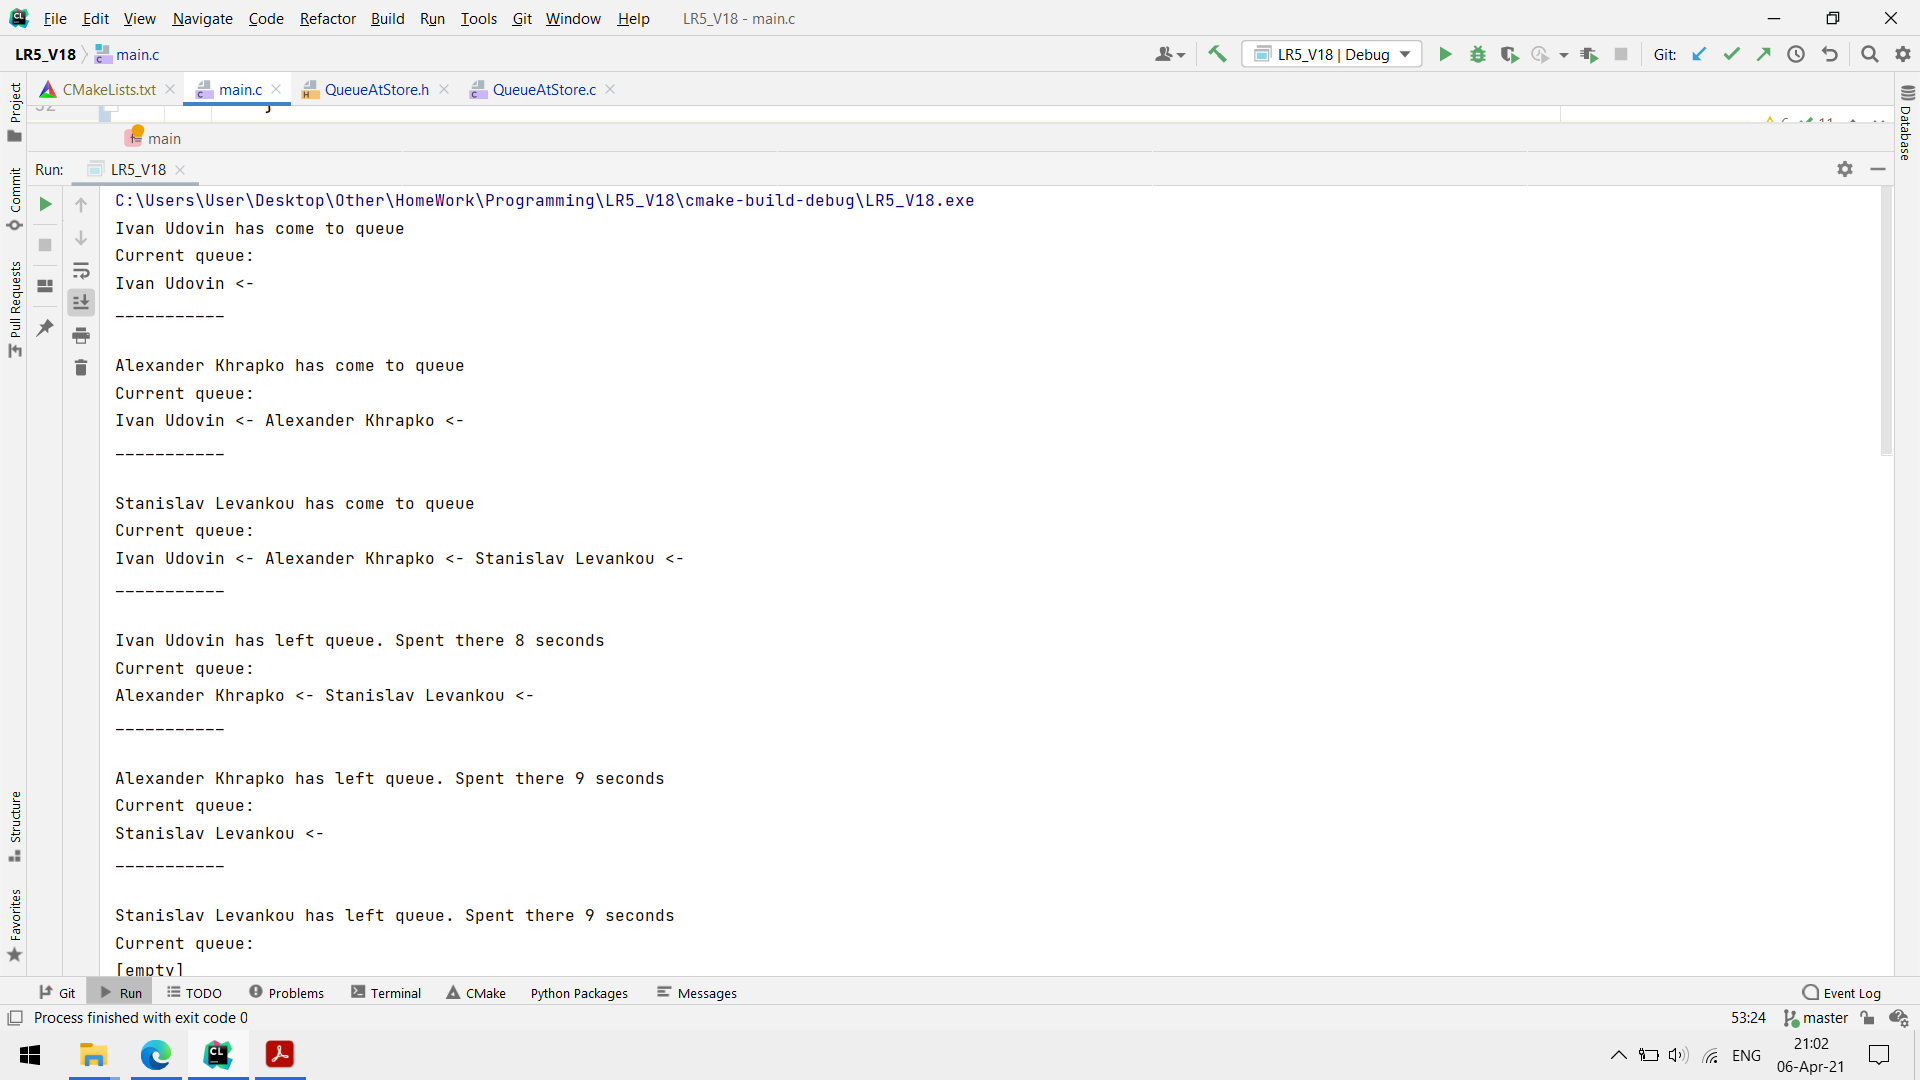 File Edit View Navigate Code Refactor Build Run Tools Git Window Help LR5_V18 - main.c
LR5_V18 main.c LR5_V18 | Debug Git:
CMakeLists.txt main.c QueueAtStore.h QueueAtStore.c
main
Run: LR5_V18
Project
Commit
Pull Requests
Structure
Favorites
Database
C:\Users\User\Desktop\Other\HomeWork\Programming\LR5_V18\cmake-build-debug\LR5_V18.exe
Ivan Udovin has come to queue
Current queue:
Ivan Udovin <-
___________
Alexander Khrapko has come to queue
Current queue:
Ivan Udovin <- Alexander Khrapko <-
___________
Stanislav Levankou has come to queue
Current queue:
Ivan Udovin <- Alexander Khrapko <- Stanislav Levankou <-
___________
Ivan Udovin has left queue. Spent there 8 seconds
Current queue:
Alexander Khrapko <- Stanislav Levankou <-
___________
Alexander Khrapko has left queue. Spent there 9 seconds
Current queue:
Stanislav Levankou <-
___________
Stanislav Levankou has left queue. Spent there 9 seconds
Current queue:
[empty]
Git Run TODO Problems Terminal CMake Python Packages Messages Event Log
Process finished with exit code 0 53:24 master
ENG 21:02
06-Apr-21